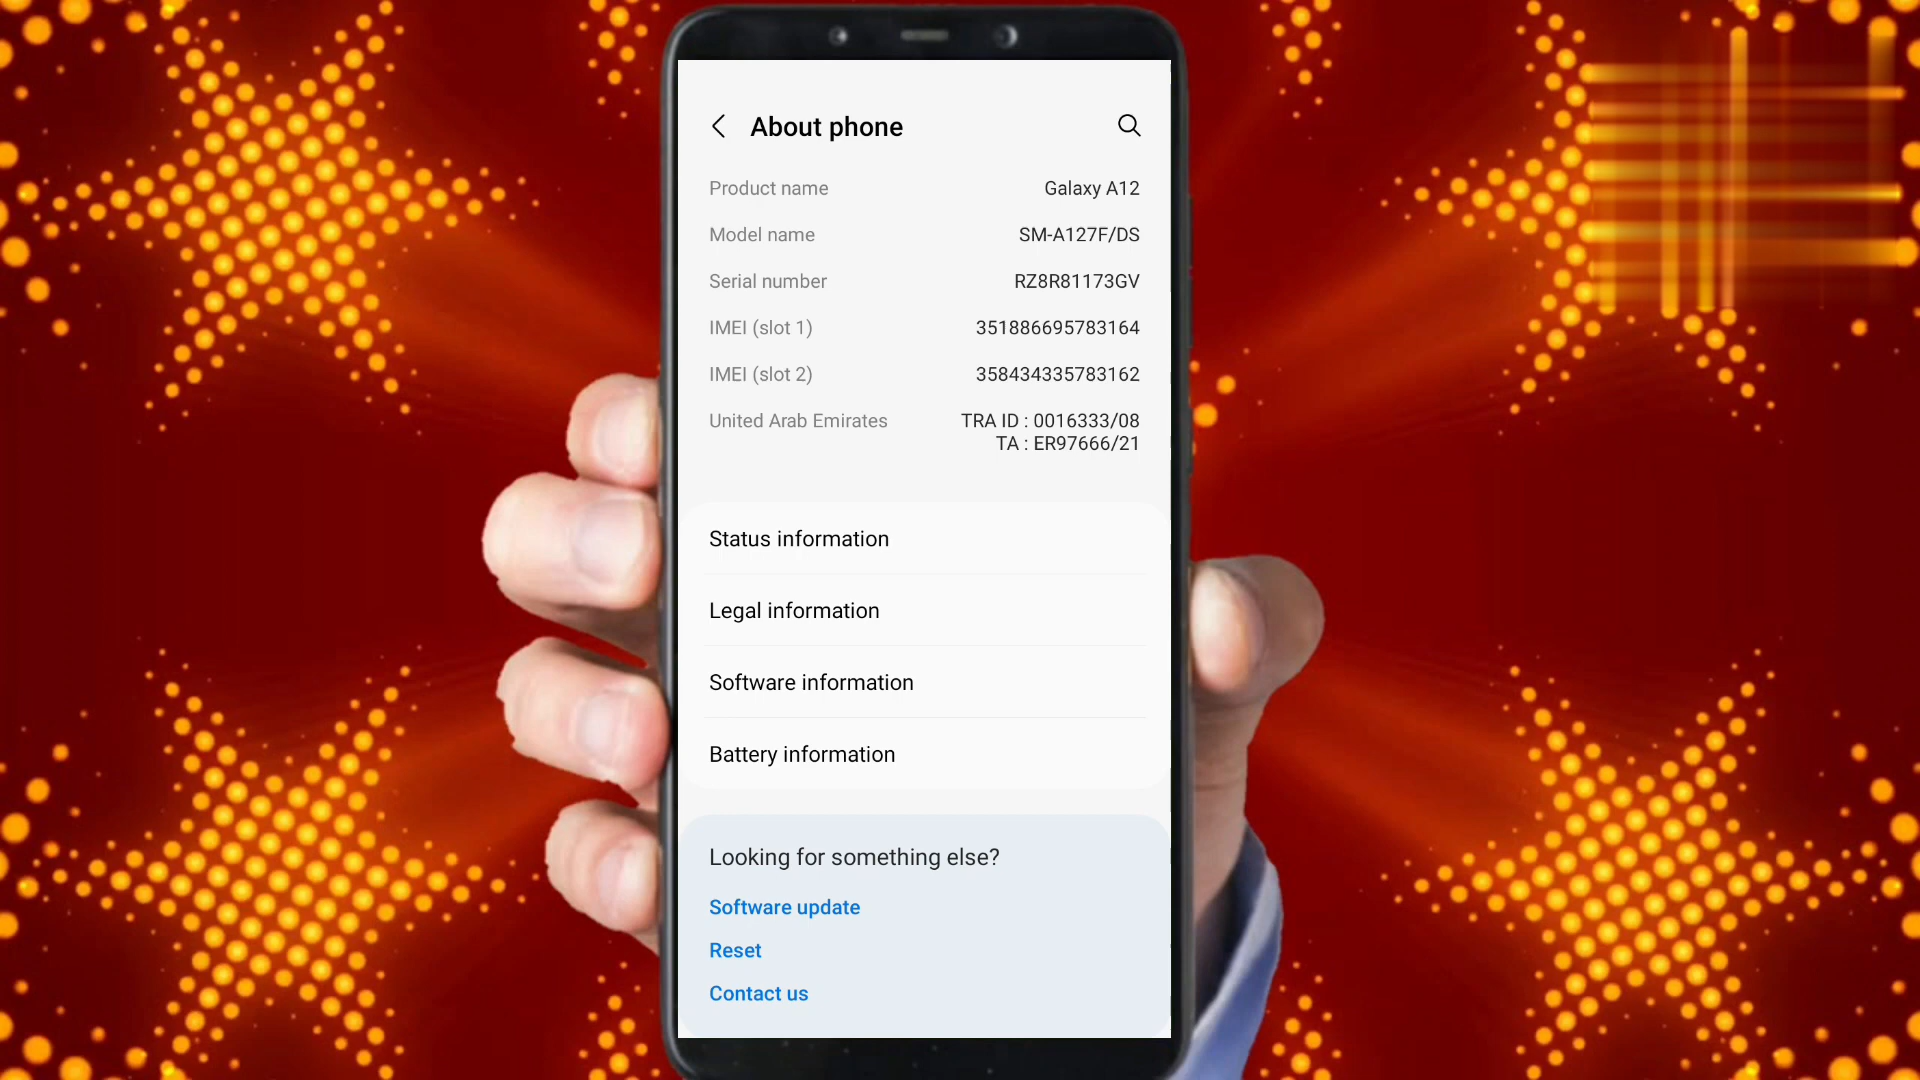 About phone
Product name Galaxy A12
Model name SM-A127F/DS
Serial number RZ8R81173GV
IMEI (slot 1) 351886695783164
IMEI (slot 2) 358434335783162
United Arab Emirates TRA ID : 0016333/08
TA : ER97666/21
Status information
Legal information
Software information
Battery information
Looking for something else?
Software update
Reset
Contact us